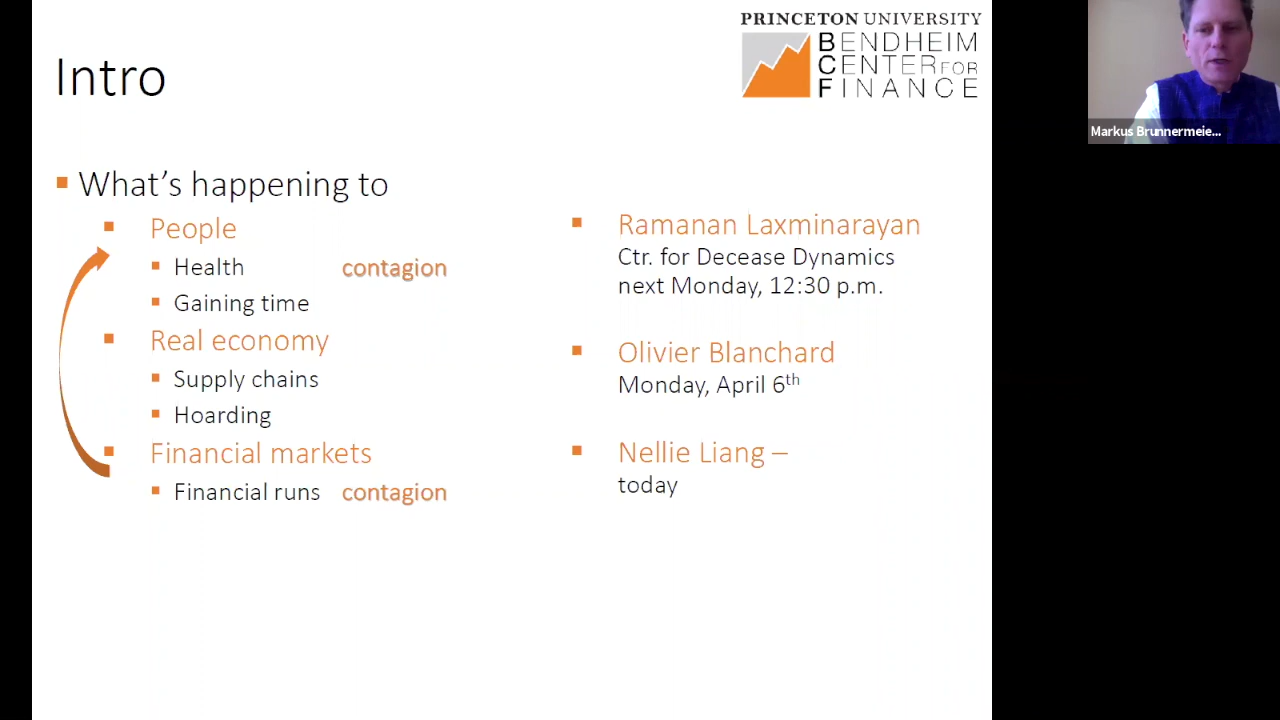 PRINCETON UNIVERSITY
BENDHEIM
CENTER FOR
FINANCE
Intro
Markus Brunnermeie...
What's happening to
People
Health contagion
Gaining time
Real economy
Supply chains
Hoarding
Financial markets
Financial runs contagion
Ramanan Laxminarayan
Ctr. for Decease Dynamics
next Monday, 12:30 p.m.
Olivier Blanchard
Monday, April 6th
Nellie Liang –
today